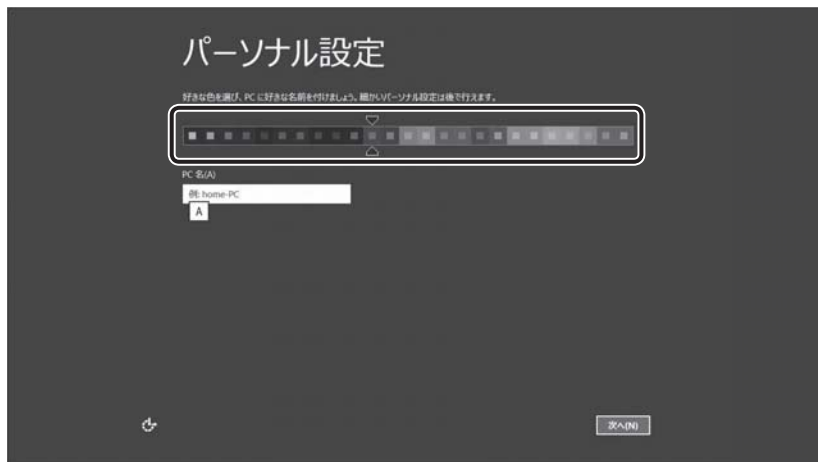 パーソナル設定
好きな色を選び、PC に好きな名前を付けましょう。細かいパーソナル設定は後で行えます。
PC 名(A)
例: home-PC
A
次へ(N)